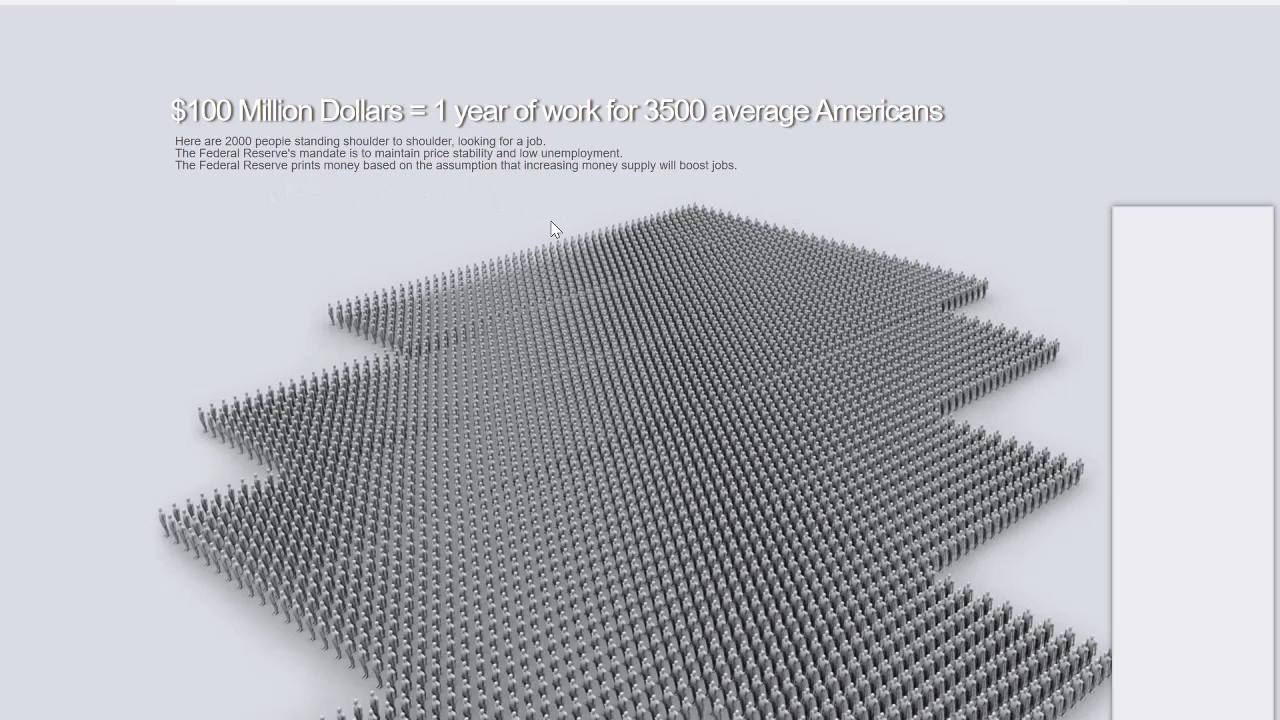 $100 Million Dollars = 1 year of work for 3500 average Americans
Here are 2000 people standing shoulder to shoulder, looking for a job.
The Federal Reserve's mandate is to maintain price stability and low unemployment.
The Federal Reserve prints money based on the assumption that increasing money supply will boost jobs.